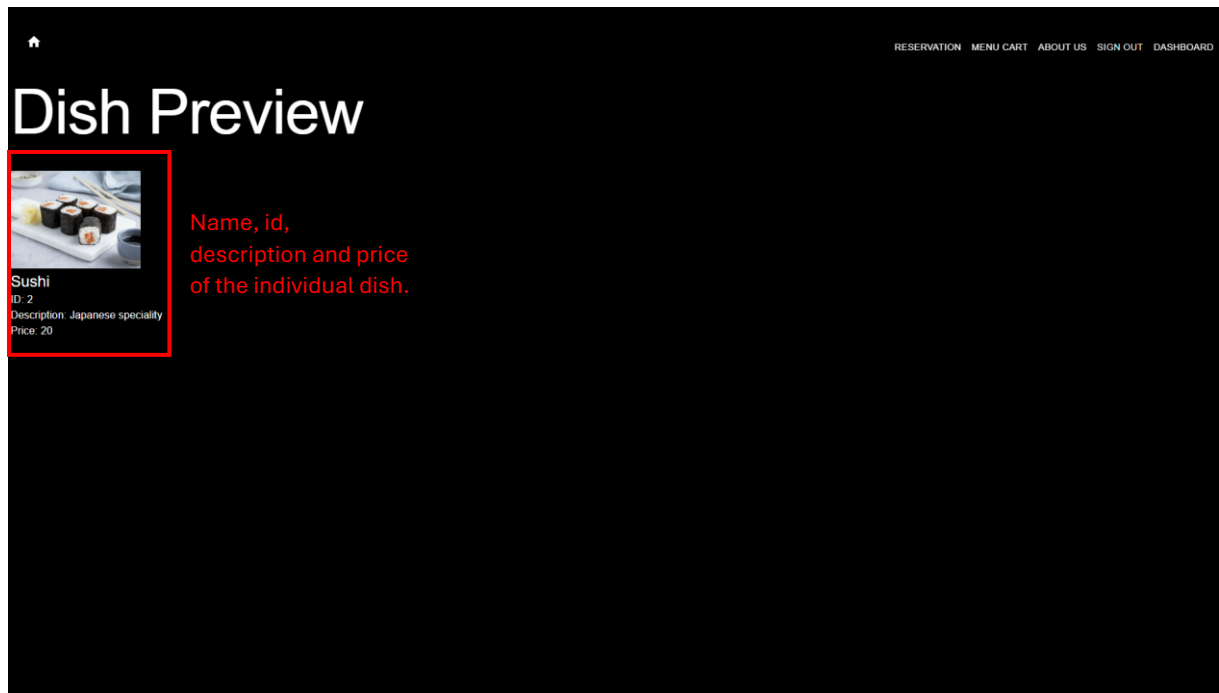 RESERVATION MENU CART ABOUT US SIGN OUT DASHBOARD
Dish Preview
Name, id,
description and price
of the individual dish.
Sushi
ID: 2
Description: Japanese speciality
Price: 20